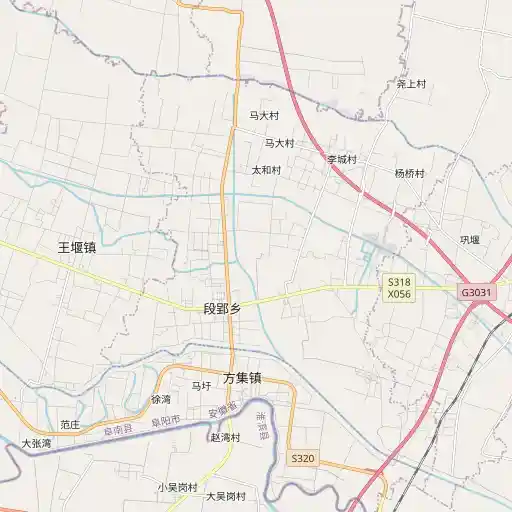 尧上村
马大村
马大村
李城村
太和村
杨桥村
巩堰
王堰镇
S318
X056
G3031
段郢乡
方集镇
马圩
徐湾
安徽省
阜阳市
阜南县
淮滨县
范庄
大张湾
赵湾村
S320
小吴岗村
大吴岗村